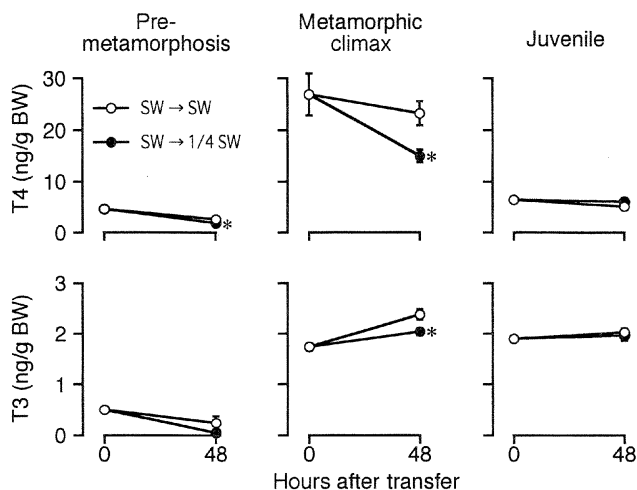 Pre-
metamorphosis
Metamorphic
climax
Juvenile
T4 (ng/g BW)
30
20
10
0
SW → SW
SW → 1/4 SW
*
*
T3 (ng/g BW)
3
2
1
0
*
0 48
0 48
0 48
Hours after transfer